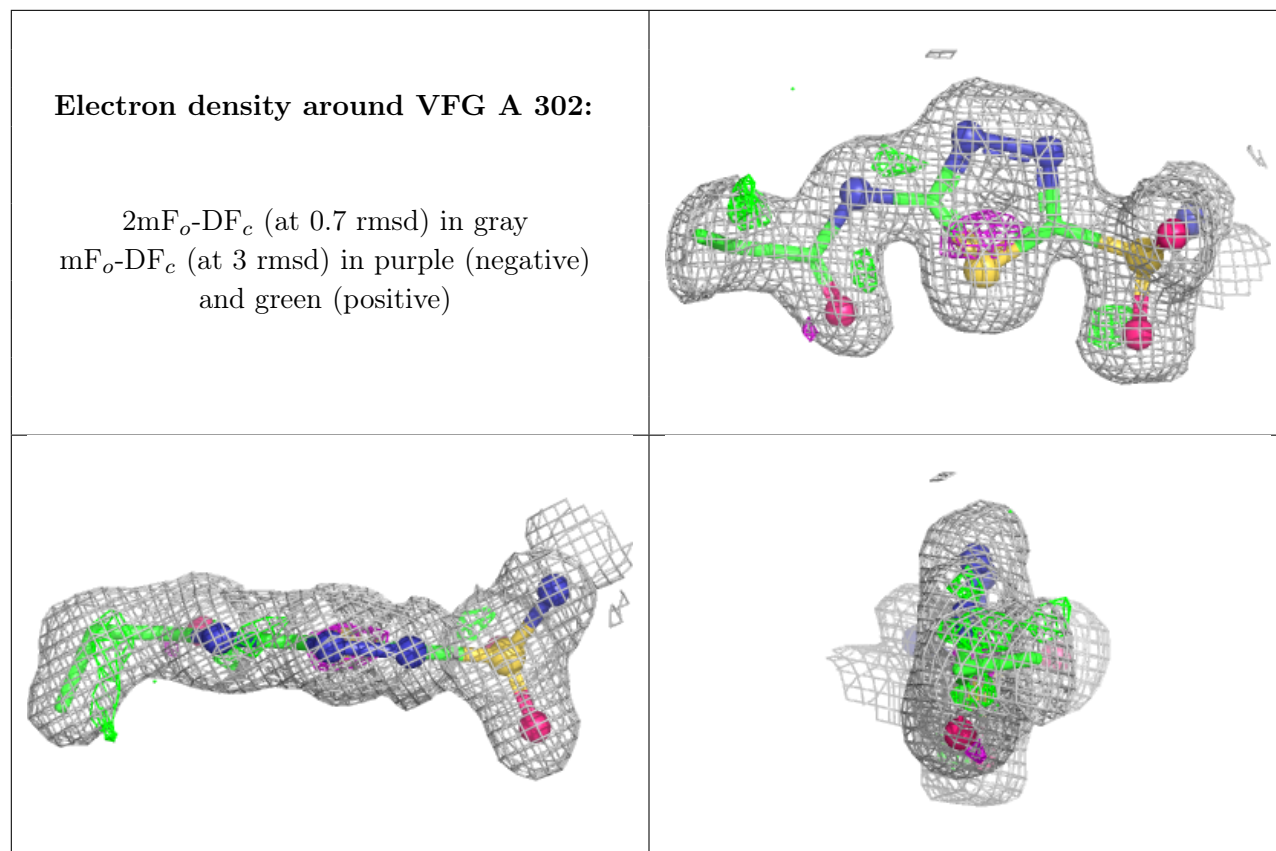 Electron density around VFG A 302:
2mFo-DFc (at 0.7 rmsd) in gray
mFo-DFc (at 3 rmsd) in purple (negative)
and green (positive)